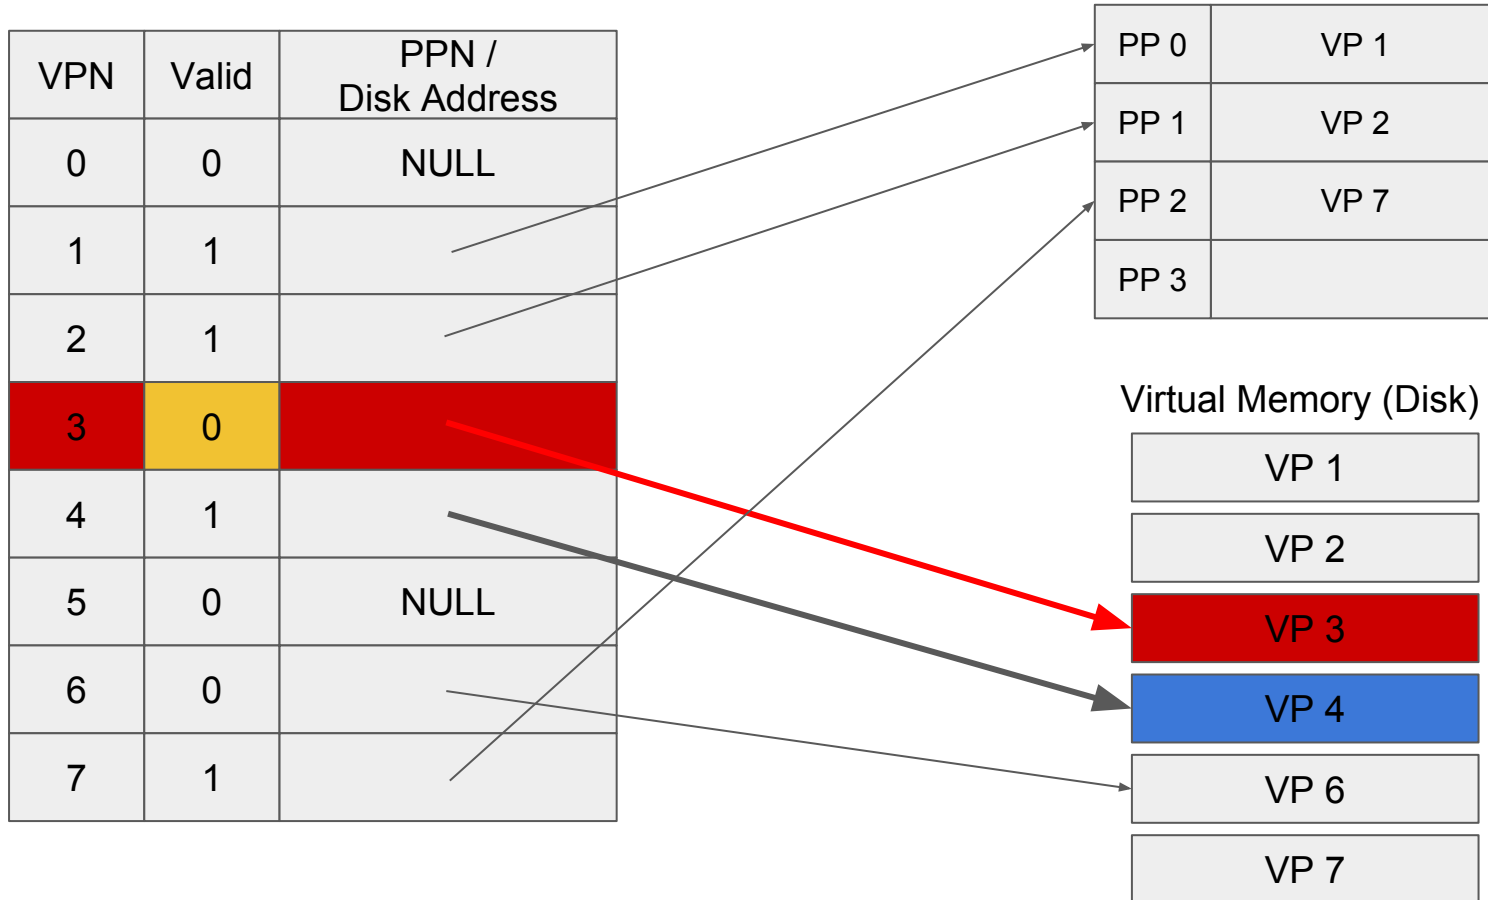 VPN Valid PPN /
Disk Address
0 0 NULL
1 1
2 1
3 0
4 1
5 0 NULL
6 0
7 1
PP 0 VP 1
PP 1 VP 2
PP 2 VP 7
PP 3
Virtual Memory (Disk)
VP 1
VP 2
VP 3
VP 4
VP 6
VP 7